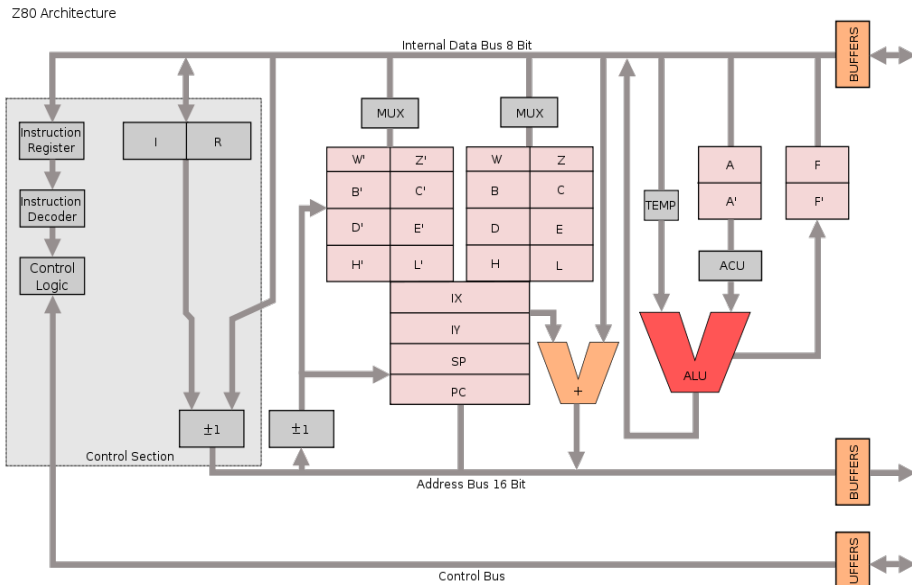 Z80 Architecture
Internal Data Bus 8 Bit
BUFFERS
MUX
MUX
Instruction
Register
I
R
W'
Z'
W
Z
A
F
B'
C'
B
C
A'
F'
Instruction
Decoder
TEMP
D'
E'
D
E
Control
Logic
H'
L'
H
L
ACU
IX
IY
SP
ALU
PC
+
±1
±1
Control Section
BUFFERS
Address Bus 16 Bit
BUFFERS
Control Bus